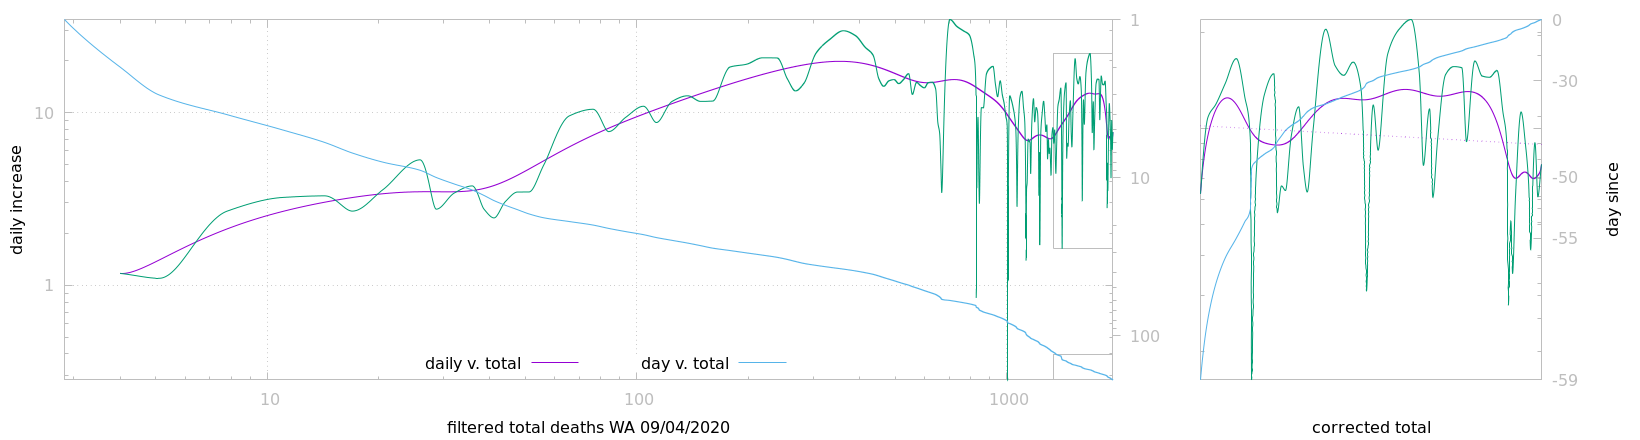 daily increase
10
1
daily v. total
day v. total
10
100
1000
filtered total deaths WA 09/04/2020
1
10
100
0
-30
-50
-55
-59
day since
corrected total